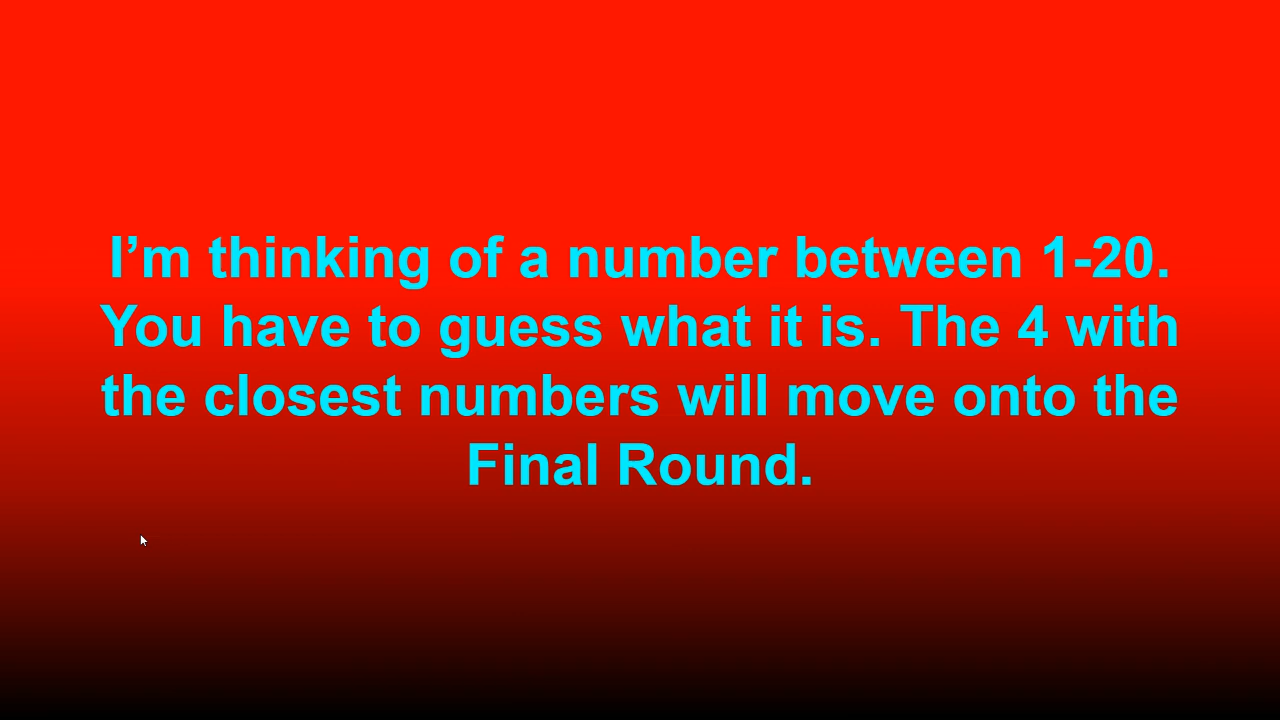 I’m thinking of a number between 1-20.
You have to guess what it is. The 4 with
the closest numbers will move onto the
Final Round.